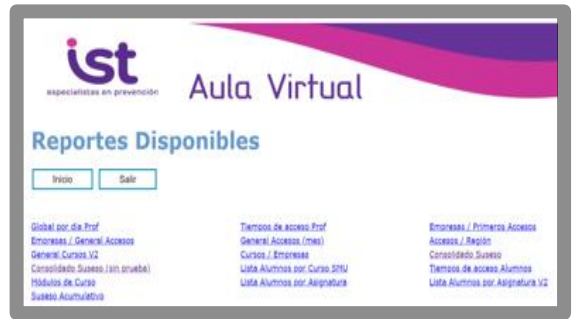 ist
especialistas en prevención
Aula Virtual
Reportes Disponibles
Inicio Salir
Global por dia Prof Tiempos de acceso Prof Empresas / Primeros Accesos
Empresas / General Accesos General Accesos (mes) Accesos / Región
General Cursos V2 Cursos / Empresas Consolidado Suseso
Consolidado Suseso (sin prueba) Lista Alumnos por Curso SMU Tiempos de acceso Alumnos
Módulos de Curso Lista Alumnos por Asignatura Lista Alumnos por Asignatura V2
Suseso Acumulativo